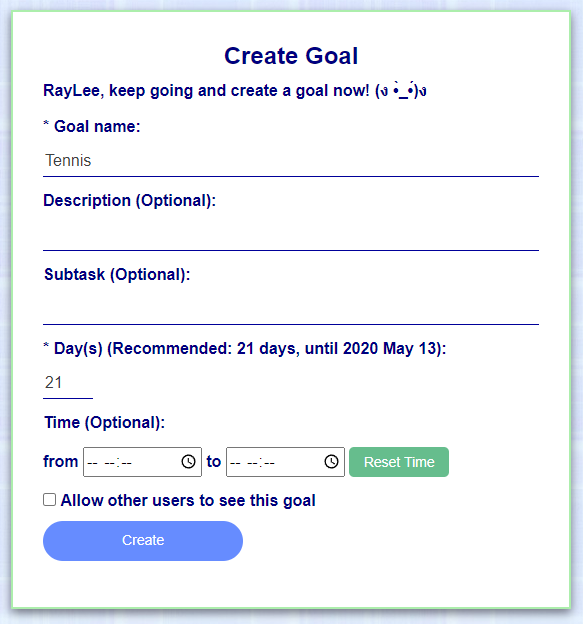 Create Goal
RayLee, keep going and create a goal now! (ง •̀_•́)ง
* Goal name:
Tennis
Description (Optional):
Subtask (Optional):
* Day(s) (Recommended: 21 days, until 2020 May 13):
21
Time (Optional):
from -- --:-- to -- --:-- Reset Time
Allow other users to see this goal
Create